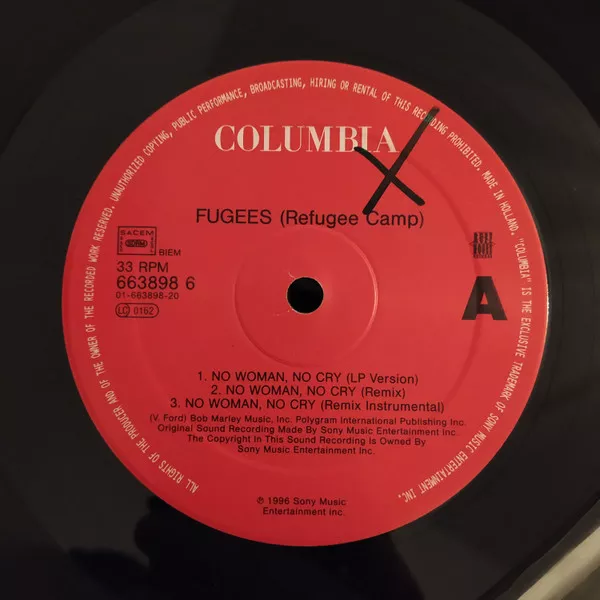 ALL RIGHTS OF THE PRODUCER AND OF THE OWNER OF THE RECORDED WORK RESERVED. UNAUTHORIZED COPYING, PUBLIC PERFORMANCE, BROADCASTING, HIRING OR RENTAL OF THIS RECORDING PROHIBITED. MADE IN HOLLAND. "COLUMBIA" IS THE EXCLUSIVE TRADEMARK OF SONY MUSIC ENTERTAINMENT INC.
COLUMBIA
X
FUGEES (Refugee Camp)
SACEM
BIEM
33 RPM
663898 6
01-663898-20
LC 0162
A
1. NO WOMAN, NO CRY (LP Version)
2. NO WOMAN, NO CRY (Remix)
3. NO WOMAN, NO CRY (Remix Instrumental)
(V. Ford) Bob Marley Music, Inc. Polygram International Publishing Inc.
Original Sound Recording Made By Sony Music Entertainment Inc.
The Copyright In This Sound Recording Is Owned By
Sony Music Entertainment Inc.
℗ 1996 Sony Music
Entertainment Inc.